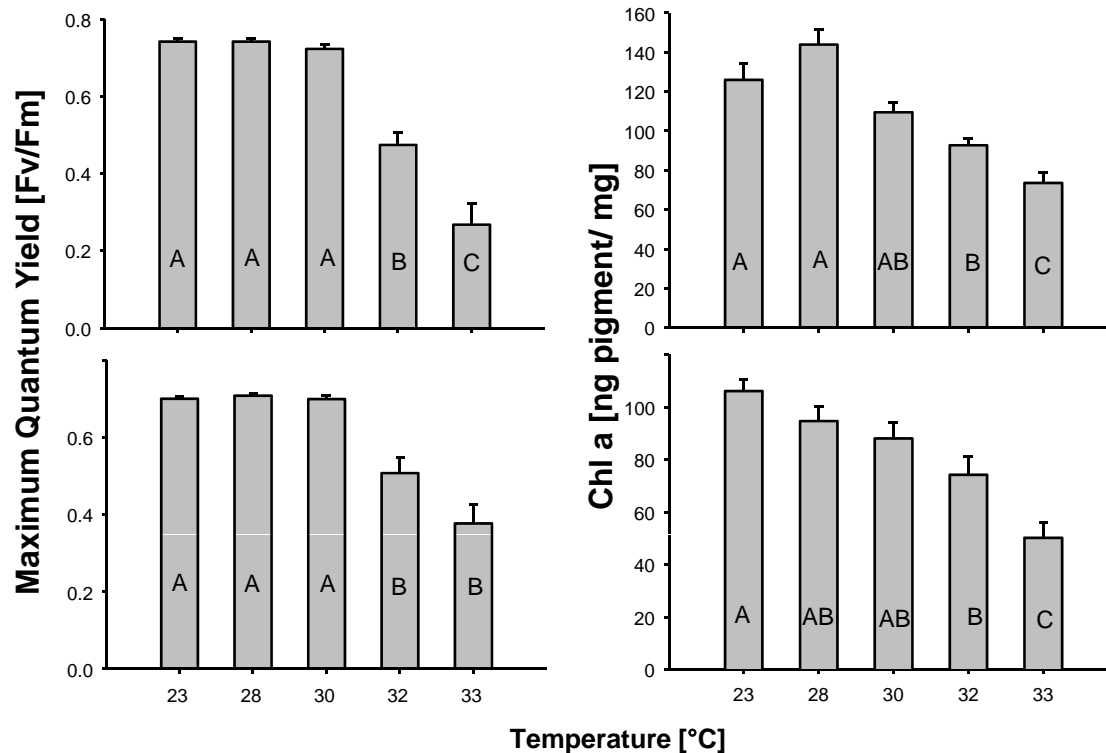 Maximum Quantum Yield [Fv/Fm]
0.8
0.6
0.4
0.2
0.0
A A A B C
0.6
0.4
0.2
0.0
A A A B B
23 28 30 32 33
Chl a [ng pigment/ mg]
160
140
120
100
80
60
40
20
0
A A AB B C
100
80
60
40
20
0
A AB AB B C
23 28 30 32 33
Temperature [°C]